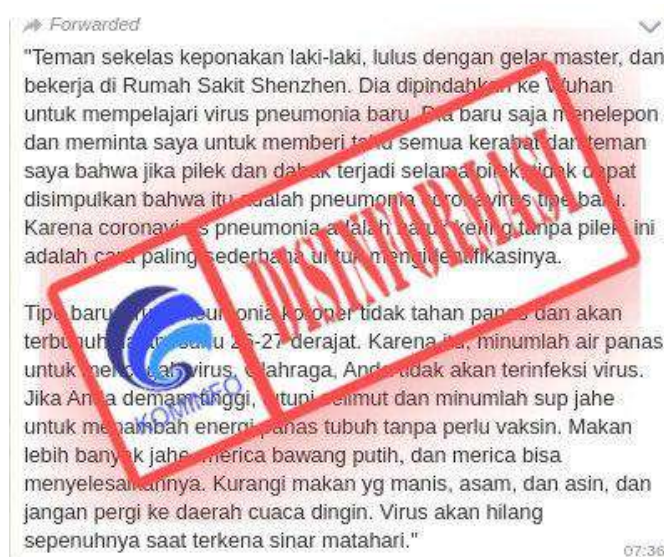 Forwarded
"Teman sekelas keponakan laki-laki, lulus dengan gelar master, dan
bekerja di Rumah Sakit Shenzhen. Dia dipindahkan ke Wuhan
untuk mempelajari virus pneumonia baru. Dia baru saja menelepon
dan meminta saya untuk memberi tahu semua kerabat dan teman
saya bahwa jika pilek dan dahak terjadi selama pilek, tidak dapat
disimpulkan bahwa itu adalah pneumonia coronavirus tipe baru.
Karena coronavirus pneumonia adalah batuk kering tanpa pilek, ini
adalah cara paling sederhana untuk mengidentifikasinya.
Tipe baru virus pneumonia koroner tidak tahan panas dan akan
terbunuh dalam suhu 26-27 derajat. Karena itu, minumlah air panas
untuk mencegah virus. Olahraga, Anda tidak akan terinfeksi virus.
Jika Anda demam tinggi, tutupi selimut dan minumlah sup jahe
untuk menambah energi panas tubuh tanpa perlu vaksin. Makan
lebih banyak jahe, merica bawang putih, dan merica bisa
menyelesaikannya. Kurangi makan yg manis, asam, dan asin, dan
jangan pergi ke daerah cuaca dingin. Virus akan hilang
sepenuhnya saat terkena sinar matahari."
07:36
KOMINFO
DISINFORMASI